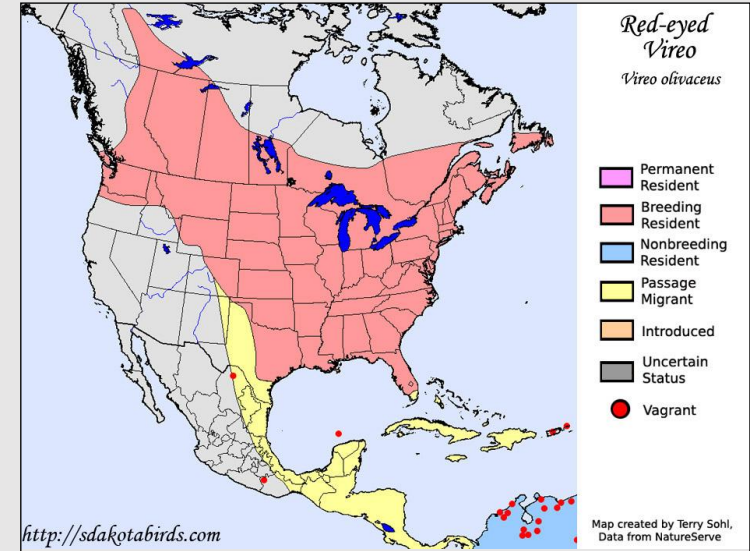 Red-eyed
Vireo
Vireo olivaceus
Permanent
Resident
Breeding
Resident
Nonbreeding
Resident
Passage
Migrant
Introduced
Uncertain
Status
Vagrant
http://sdakotabirds.com
Map created by Terry Sohl,
Data from NatureServe